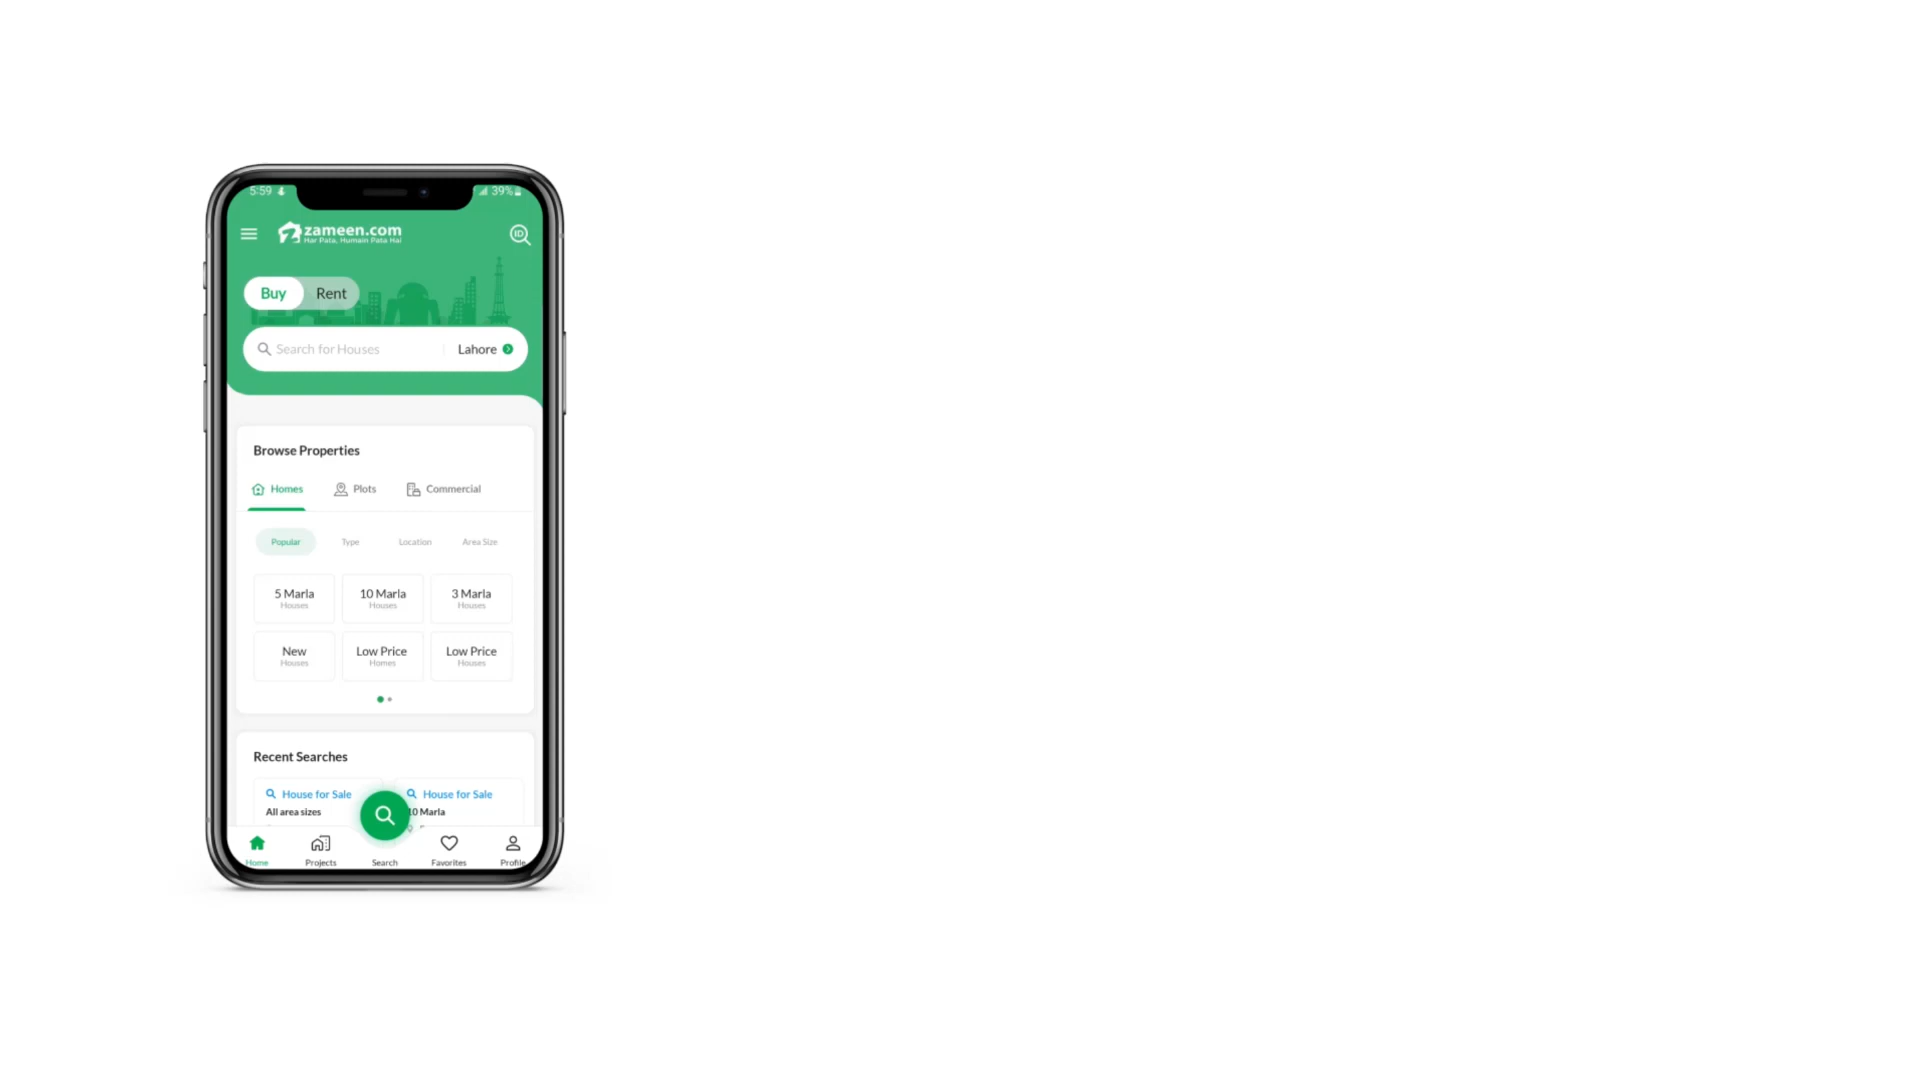 5:59 39%
zameen.com
Har Pata, Humain Pata Hai
ID
Buy Rent
Search for Houses Lahore
Browse Properties
Homes Plots Commercial
Popular Type Location Area Size
5 Marla 10 Marla 3 Marla
Houses Houses Houses
New Low Price Low Price
Houses Homes Houses
Recent Searches
House for Sale House for Sale
All area sizes 10 Marla
Home Projects Search Favorites Profile